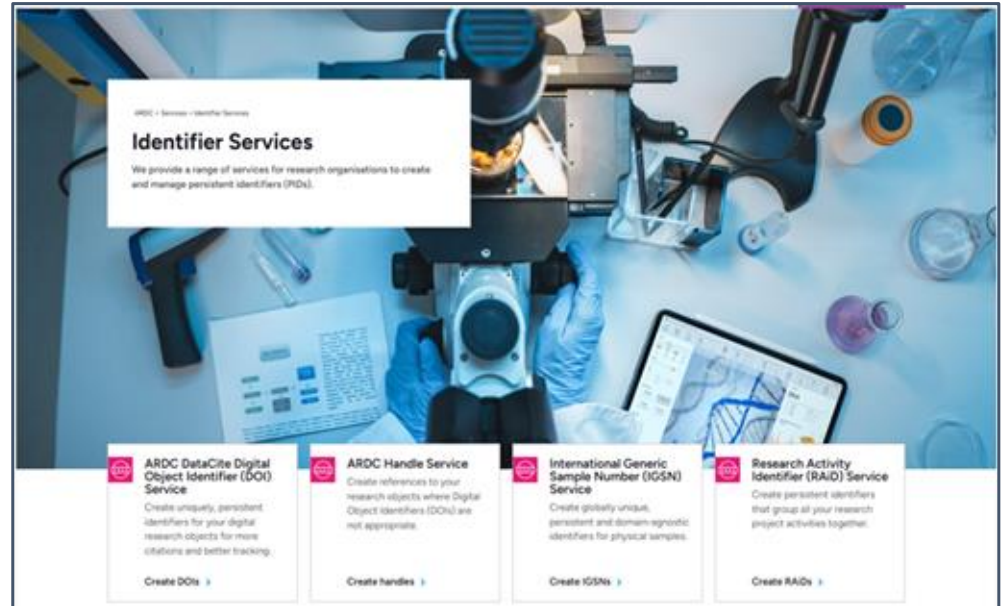 ARDC > Services > Identifier Services
Identifier Services
We provide a range of services for research organisations to create
and manage persistent identifiers (PIDs).
ARDC DataCite Digital
Object Identifier (DOI)
Service
Create uniquely, persistent
identifiers for your digital
research objects for more
citations and better tracking.
Create DOIs >
ARDC Handle Service
Create references to your
research objects where Digital
Object Identifiers (DOIs) are
not appropriate.
Create handles >
International Generic
Sample Number (IGSN)
Service
Create globally unique,
persistent and domain-agnostic
identifiers for physical samples.
Create IGSNs >
Research Activity
Identifier (RAiD) Service
Create persistent identifiers
that group all your research
project activities together.
Create RAiDs >